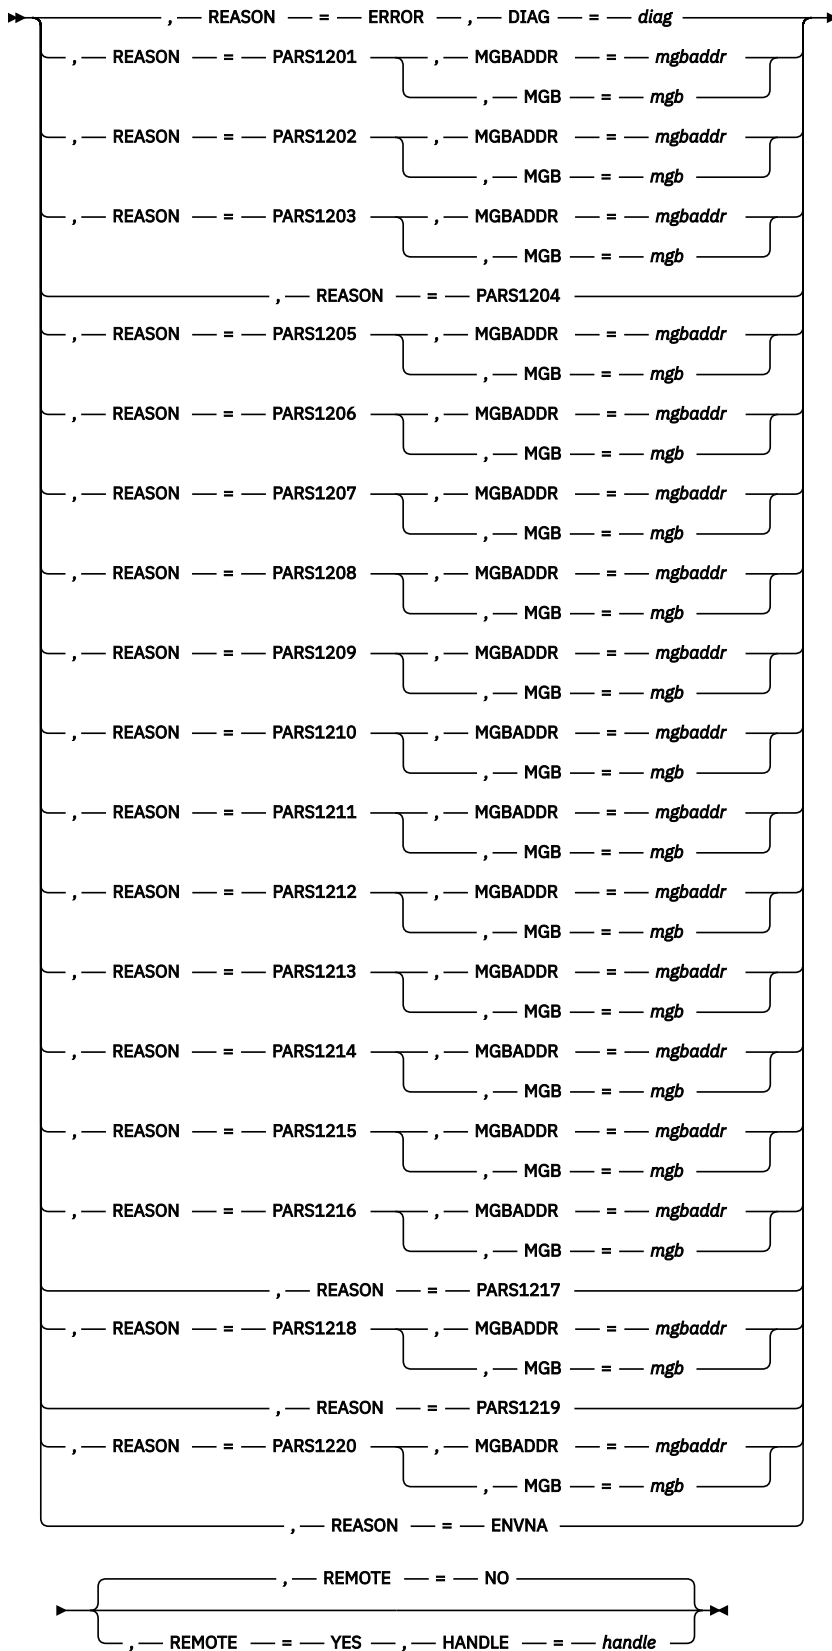 , REASON = ERROR , DIAG = diag
, REASON = PARS1201 , MGBADDR = mgbaddr
, MGB = mgb
, REASON = PARS1202 , MGBADDR = mgbaddr
, MGB = mgb
, REASON = PARS1203 , MGBADDR = mgbaddr
, MGB = mgb
, REASON = PARS1204
, REASON = PARS1205 , MGBADDR = mgbaddr
, MGB = mgb
, REASON = PARS1206 , MGBADDR = mgbaddr
, MGB = mgb
, REASON = PARS1207 , MGBADDR = mgbaddr
, MGB = mgb
, REASON = PARS1208 , MGBADDR = mgbaddr
, MGB = mgb
, REASON = PARS1209 , MGBADDR = mgbaddr
, MGB = mgb
, REASON = PARS1210 , MGBADDR = mgbaddr
, MGB = mgb
, REASON = PARS1211 , MGBADDR = mgbaddr
, MGB = mgb
, REASON = PARS1212 , MGBADDR = mgbaddr
, MGB = mgb
, REASON = PARS1213 , MGBADDR = mgbaddr
, MGB = mgb
, REASON = PARS1214 , MGBADDR = mgbaddr
, MGB = mgb
, REASON = PARS1215 , MGBADDR = mgbaddr
, MGB = mgb
, REASON = PARS1216 , MGBADDR = mgbaddr
, MGB = mgb
, REASON = PARS1217
, REASON = PARS1218 , MGBADDR = mgbaddr
, MGB = mgb
, REASON = PARS1219
, REASON = PARS1220 , MGBADDR = mgbaddr
, MGB = mgb
, REASON = ENVNA
, REMOTE = NO
, REMOTE = YES , HANDLE = handle